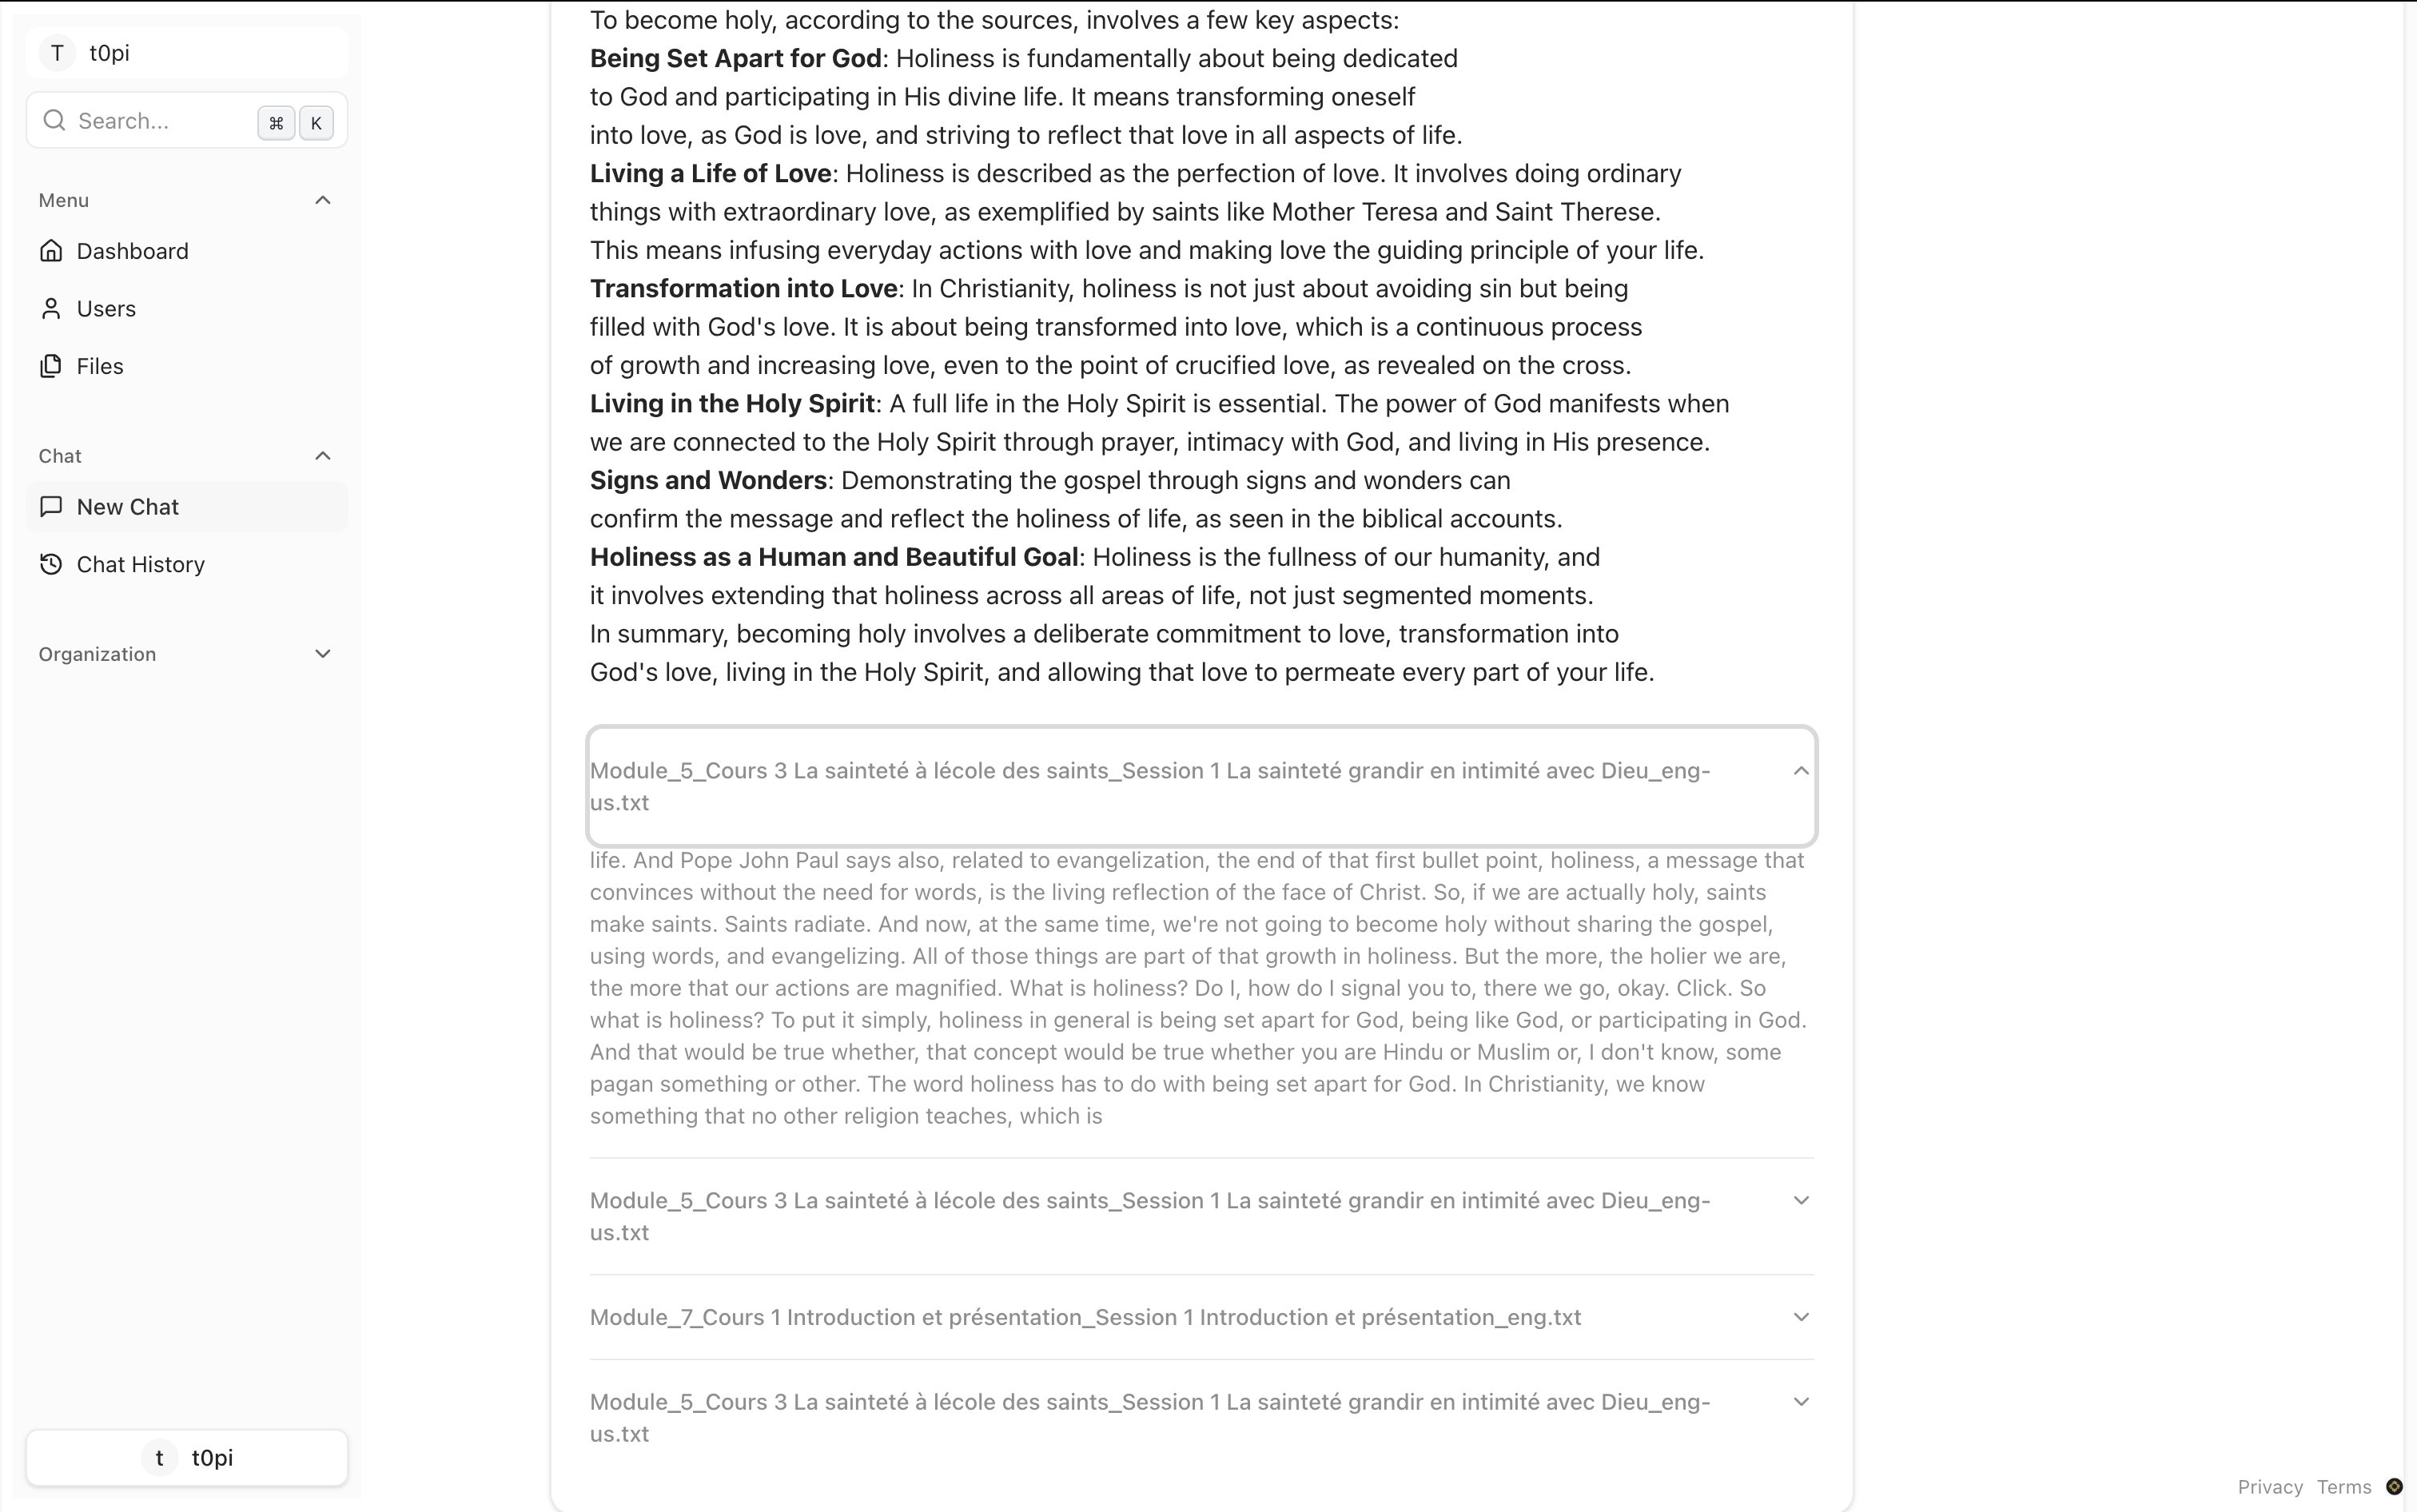 T t0pi
Search... ⌘ K
Menu
Dashboard
Users
Files
Chat
New Chat
Chat History
Organization
t t0pi
To become holy, according to the sources, involves a few key aspects:
Being Set Apart for God: Holiness is fundamentally about being dedicated
to God and participating in His divine life. It means transforming oneself
into love, as God is love, and striving to reflect that love in all aspects of life.
Living a Life of Love: Holiness is described as the perfection of love. It involves doing ordinary
things with extraordinary love, as exemplified by saints like Mother Teresa and Saint Therese.
This means infusing everyday actions with love and making love the guiding principle of your life.
Transformation into Love: In Christianity, holiness is not just about avoiding sin but being
filled with God's love. It is about being transformed into love, which is a continuous process
of growth and increasing love, even to the point of crucified love, as revealed on the cross.
Living in the Holy Spirit: A full life in the Holy Spirit is essential. The power of God manifests when
we are connected to the Holy Spirit through prayer, intimacy with God, and living in His presence.
Signs and Wonders: Demonstrating the gospel through signs and wonders can
confirm the message and reflect the holiness of life, as seen in the biblical accounts.
Holiness as a Human and Beautiful Goal: Holiness is the fullness of our humanity, and
it involves extending that holiness across all areas of life, not just segmented moments.
In summary, becoming holy involves a deliberate commitment to love, transformation into
God's love, living in the Holy Spirit, and allowing that love to permeate every part of your life.
Module_5_Cours 3 La sainteté à lécole des saints_Session 1 La sainteté grandir en intimité avec Dieu_eng-
us.txt
life. And Pope John Paul says also, related to evangelization, the end of that first bullet point, holiness, a message that
convinces without the need for words, is the living reflection of the face of Christ. So, if we are actually holy, saints
make saints. Saints radiate. And now, at the same time, we're not going to become holy without sharing the gospel,
using words, and evangelizing. All of those things are part of that growth in holiness. But the more, the holier we are,
the more that our actions are magnified. What is holiness? Do I, how do I signal you to, there we go, okay. Click. So
what is holiness? To put it simply, holiness in general is being set apart for God, being like God, or participating in God.
And that would be true whether, that concept would be true whether you are Hindu or Muslim or, I don't know, some
pagan something or other. The word holiness has to do with being set apart for God. In Christianity, we know
something that no other religion teaches, which is
Module_5_Cours 3 La sainteté à lécole des saints_Session 1 La sainteté grandir en intimité avec Dieu_eng-
us.txt
Module_7_Cours 1 Introduction et présentation_Session 1 Introduction et présentation_eng.txt
Module_5_Cours 3 La sainteté à lécole des saints_Session 1 La sainteté grandir en intimité avec Dieu_eng-
us.txt
Privacy Terms